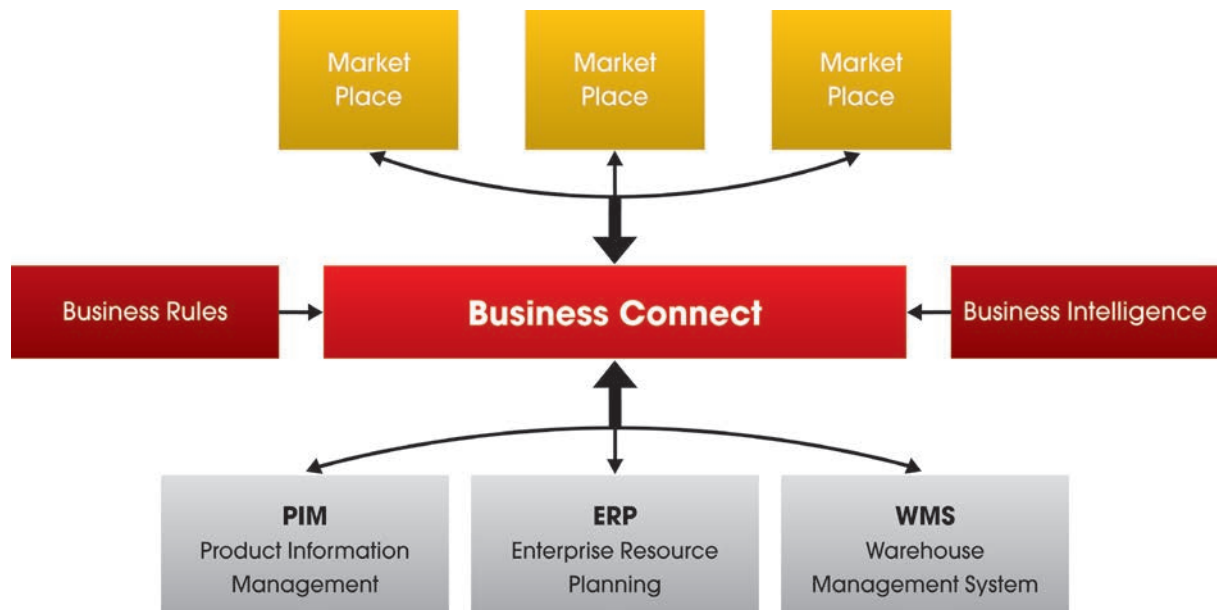 Market
Place
Market
Place
Market
Place
Business Rules
Business Connect
Business Intelligence
PIM
Product Information
Management
ERP
Enterprise Resource
Planning
WMS
Warehouse
Management System